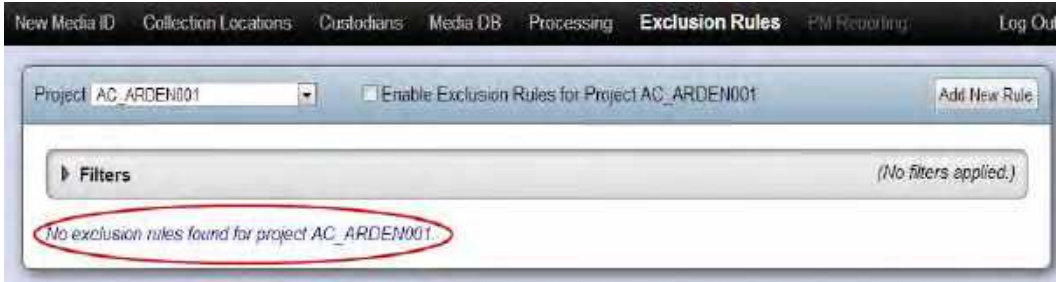 New Media ID Collection Locations Custodians Media DB Processing Exclusion Rules PM Reporting Log Out
Project AC_ARDEN001 Enable Exclusion Rules for Project AC_ARDEN001 Add New Rule
Filters (No filters applied.)
No exclusion rules found for project AC_ARDEN001.